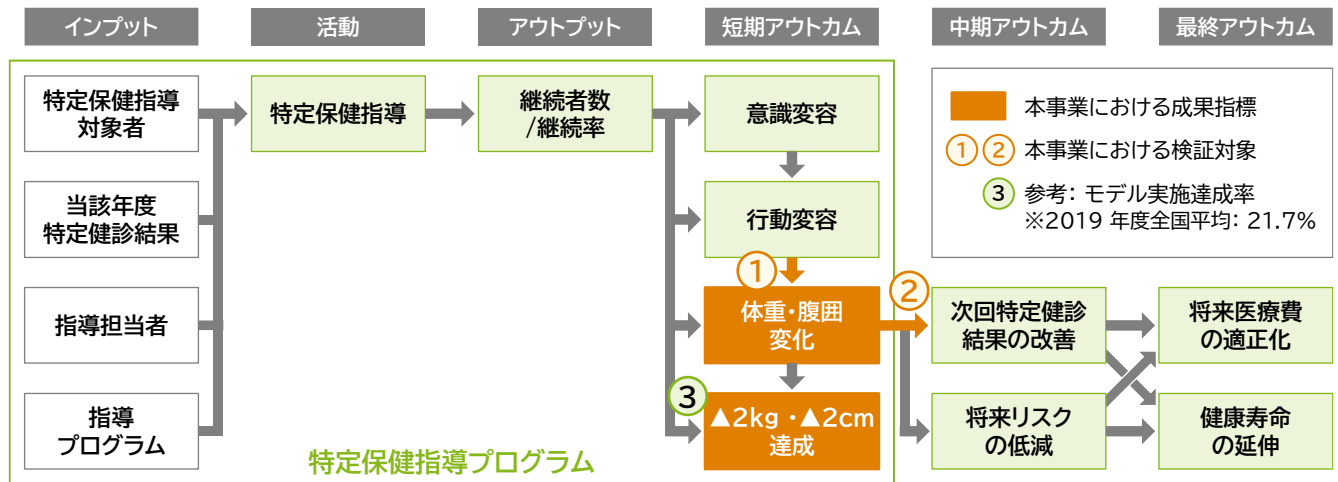 インプット
活動
アウトプット
短期アウトカム
中期アウトカム
最終アウトカム
特定保健指導
対象者
当該年度
特定健診結果
指導担当者
指導
プログラム
特定保健指導
継続者数
/継続率
意識変容
行動変容
①
体重・腹囲
変化
③
▲2kg・▲2cm
達成
特定保健指導プログラム
②
次回特定健診
結果の改善
将来リスク
の低減
将来医療費
の適正化
健康寿命
の延伸
本事業における成果指標
①② 本事業における検証対象
③ 参考: モデル実施達成率
※2019 年度全国平均: 21.7%